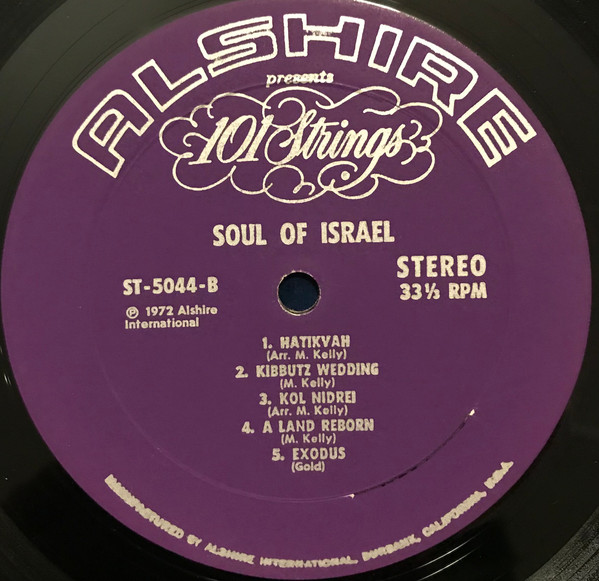 ALSHIRE
presents
101 Strings
SOUL OF ISRAEL
ST-5044-B
STEREO
33⅓ RPM
℗ 1972 Alshire
International
1. HATIKVAH
(Arr. M. Kelly)
2. KIBBUTZ WEDDING
(M. Kelly)
3. KOL NIDREI
(Arr. M. Kelly)
4. A LAND REBORN
(M. Kelly)
5. EXODUS
(Gold)
MANUFACTURED BY ALSHIRE INTERNATIONAL, BURBANK, CALIFORNIA, U.S.A.